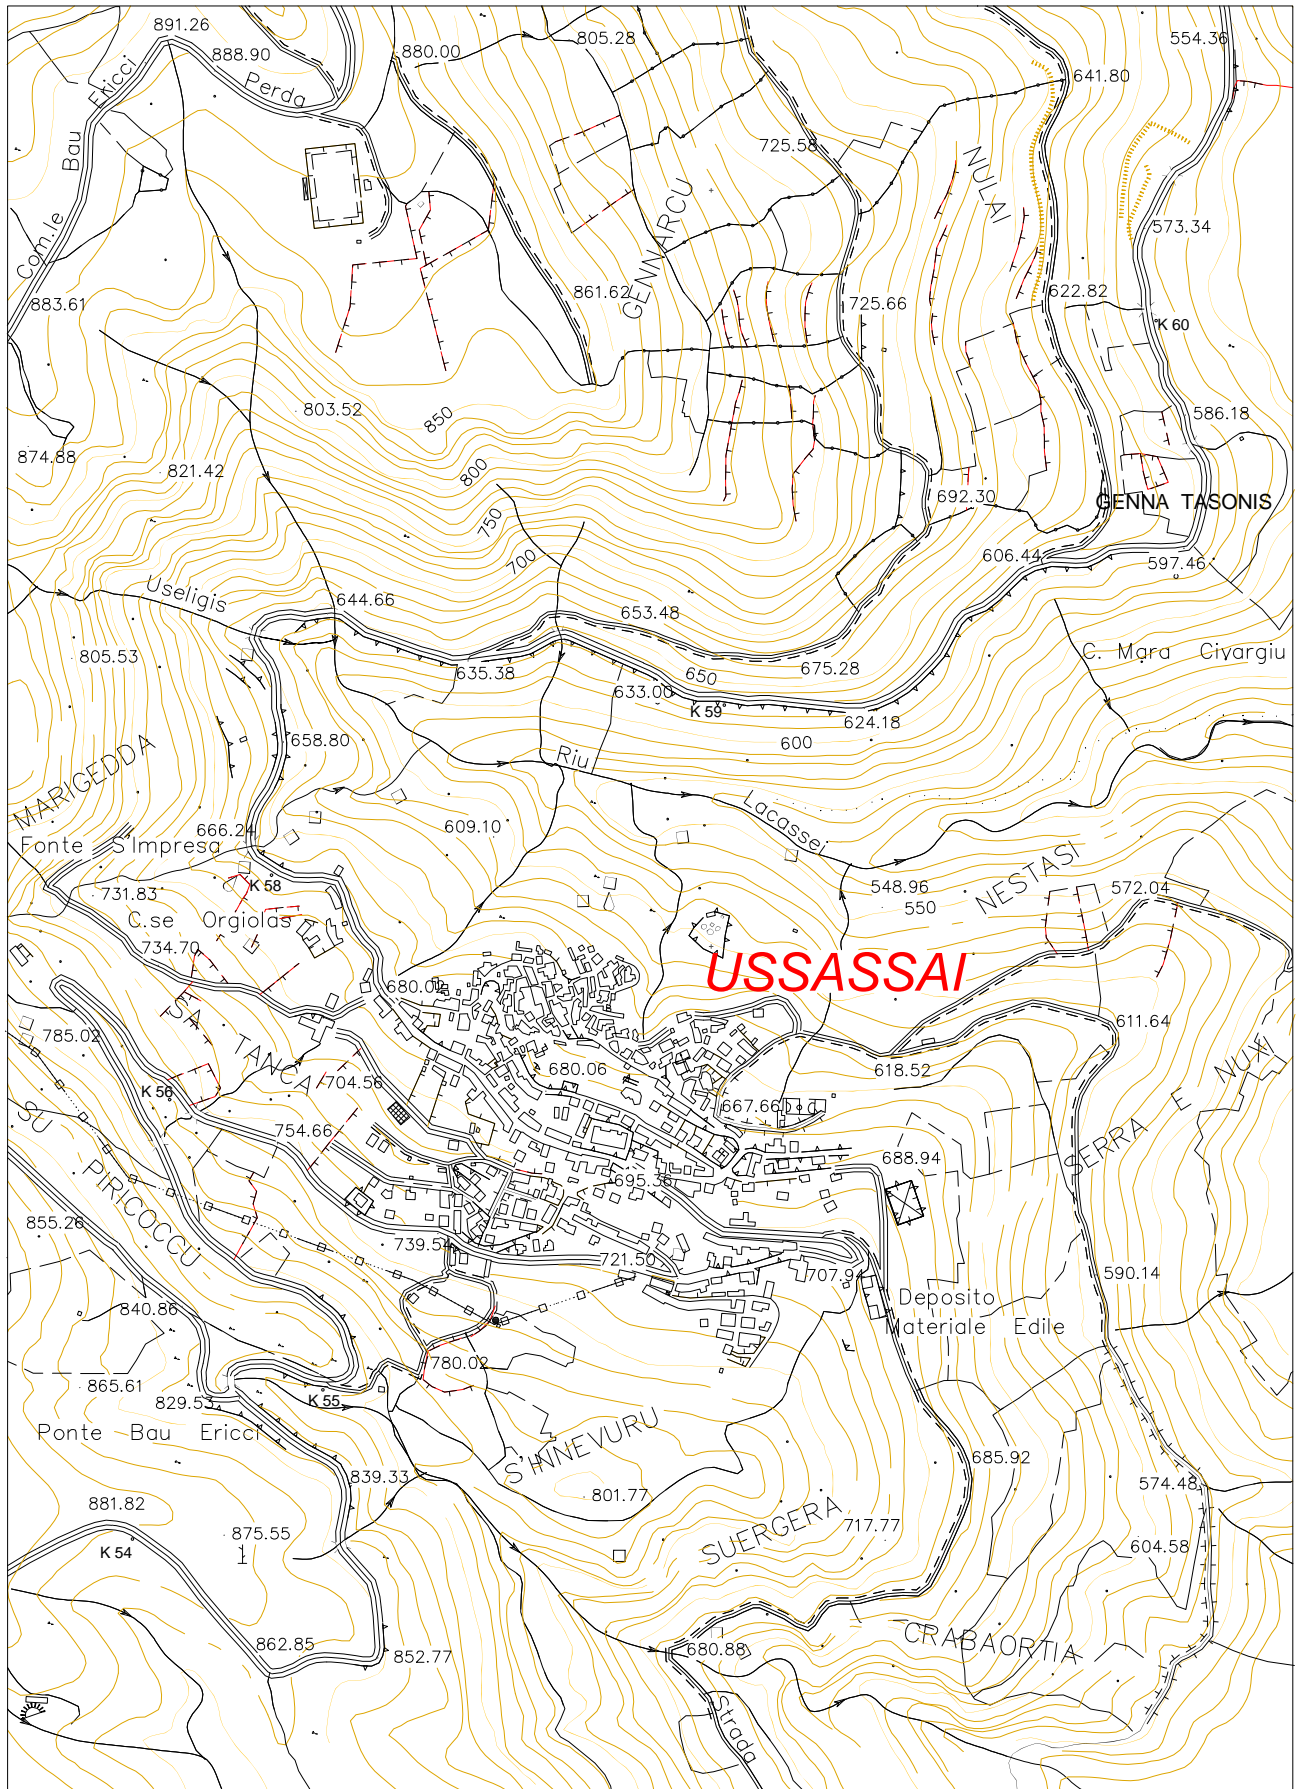 891.26
888.90
880.00
805.28
554.36
641.80
Com.le Bau Ericci Perda
725.58
NULAI
GENNARCU
573.34
883.61
861.62
725.66
622.82
K 60
803.52
850
586.18
874.88
821.42
800
750
700
692.30
GENNA TASONIS
606.44
597.46
Useligis
644.66
653.48
805.53
635.38
650
675.28
C. Mara Civargiu
633.00
K 59
624.18
658.80
600
MARIGEDDA
Riu Lacassei
609.10
666.24
Fonte S'Impresa
K 58
731.83
548.96
550
NESTASI
572.04
C.se Orgiolas
734.70
USSASSAI
680.02
785.02
SA TANCA
611.64
618.52
680.06
704.56
K 56
667.66
SERRA E NUXI
SU PIRICOCCU
754.66
688.94
695.36
855.26
739.54
721.50
707.94
590.14
840.86
Deposito
Materiale Edile
780.02
865.61
829.53
K 55
Ponte Bau Ericci
S'INNEVURU
839.33
685.92
574.48
801.77
881.82
875.55
SUERGERA
717.77
604.58
K 54
862.85
852.77
680.88
CRABAORTIA
Strada